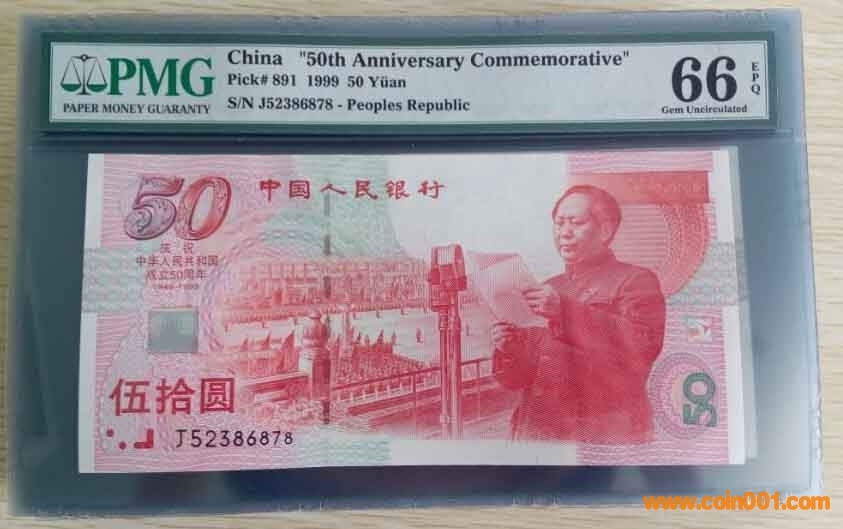 PMG
PAPER MONEY GUARANTY
China "50th Anniversary Commemorative"
Pick# 891 1999 50 Yüan
S/N J52386878 - Peoples Republic
66 EPQ
Gem Uncirculated
50
中国人民银行
庆祝
中华人民共和国
成立50周年
1949-1999
伍拾圆
J52386878
50
www.coin001.com